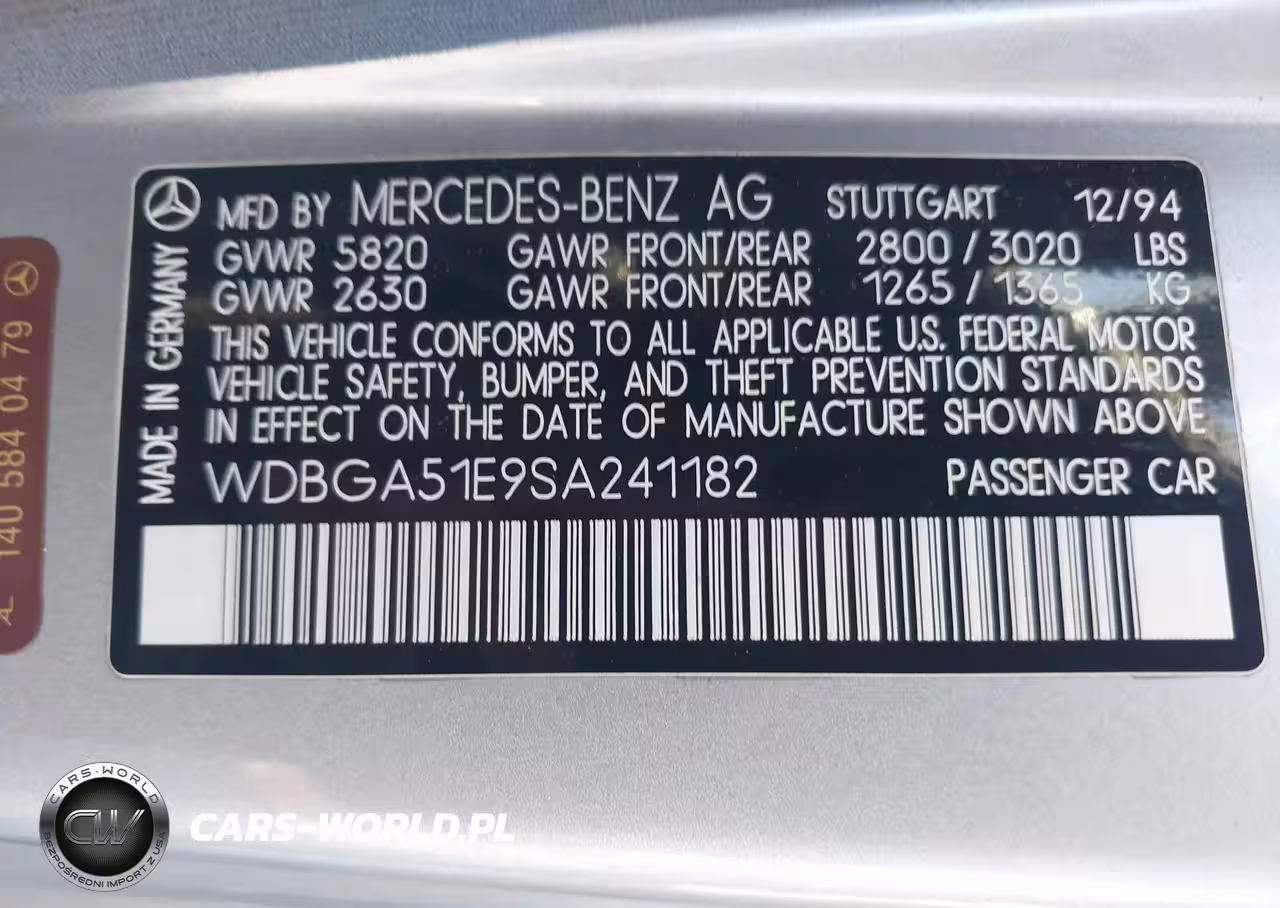 MFD BY MERCEDES-BENZ AG STUTTGART 12/94
GVWR 5820 GAWR FRONT/REAR 2800 / 3020 LBS
GVWR 2630 GAWR FRONT/REAR 1265 / 1365 KG
THIS VEHICLE CONFORMS TO ALL APPLICABLE U.S. FEDERAL MOTOR
VEHICLE SAFETY, BUMPER, AND THEFT PREVENTION STANDARDS
IN EFFECT ON THE DATE OF MANUFACTURE SHOWN ABOVE
WDBGA51E9SA241182 PASSENGER CAR
MADE IN GERMANY
140 584 04 79
CARS-WORLD
CW
BEZPOŚREDNI IMPORT Z USA
CARS-WORLD.PL